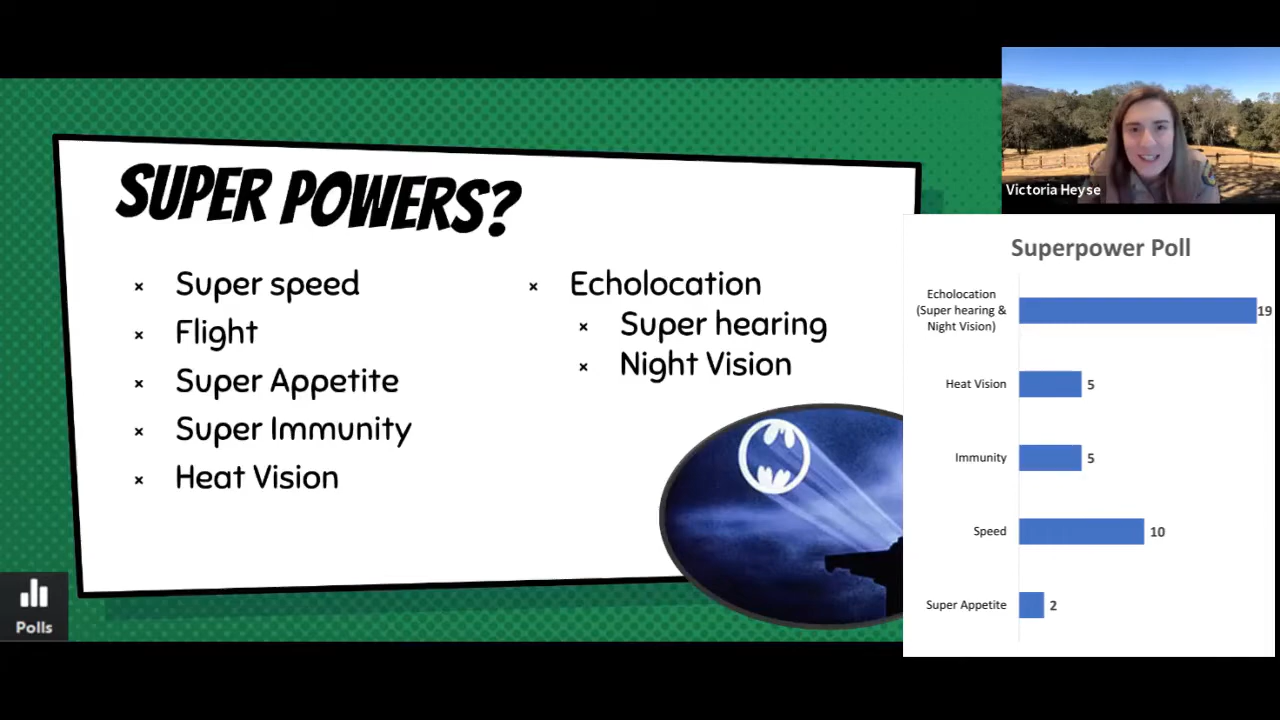 SUPER POWERS?
× Super speed
× Flight
× Super Appetite
× Super Immunity
× Heat Vision
× Echolocation
× Super hearing
× Night Vision
Polls
Victoria Heyse
Superpower Poll
Echolocation
(Super hearing &
Night Vision)
19
Heat Vision
5
Immunity
5
Speed
10
Super Appetite
2